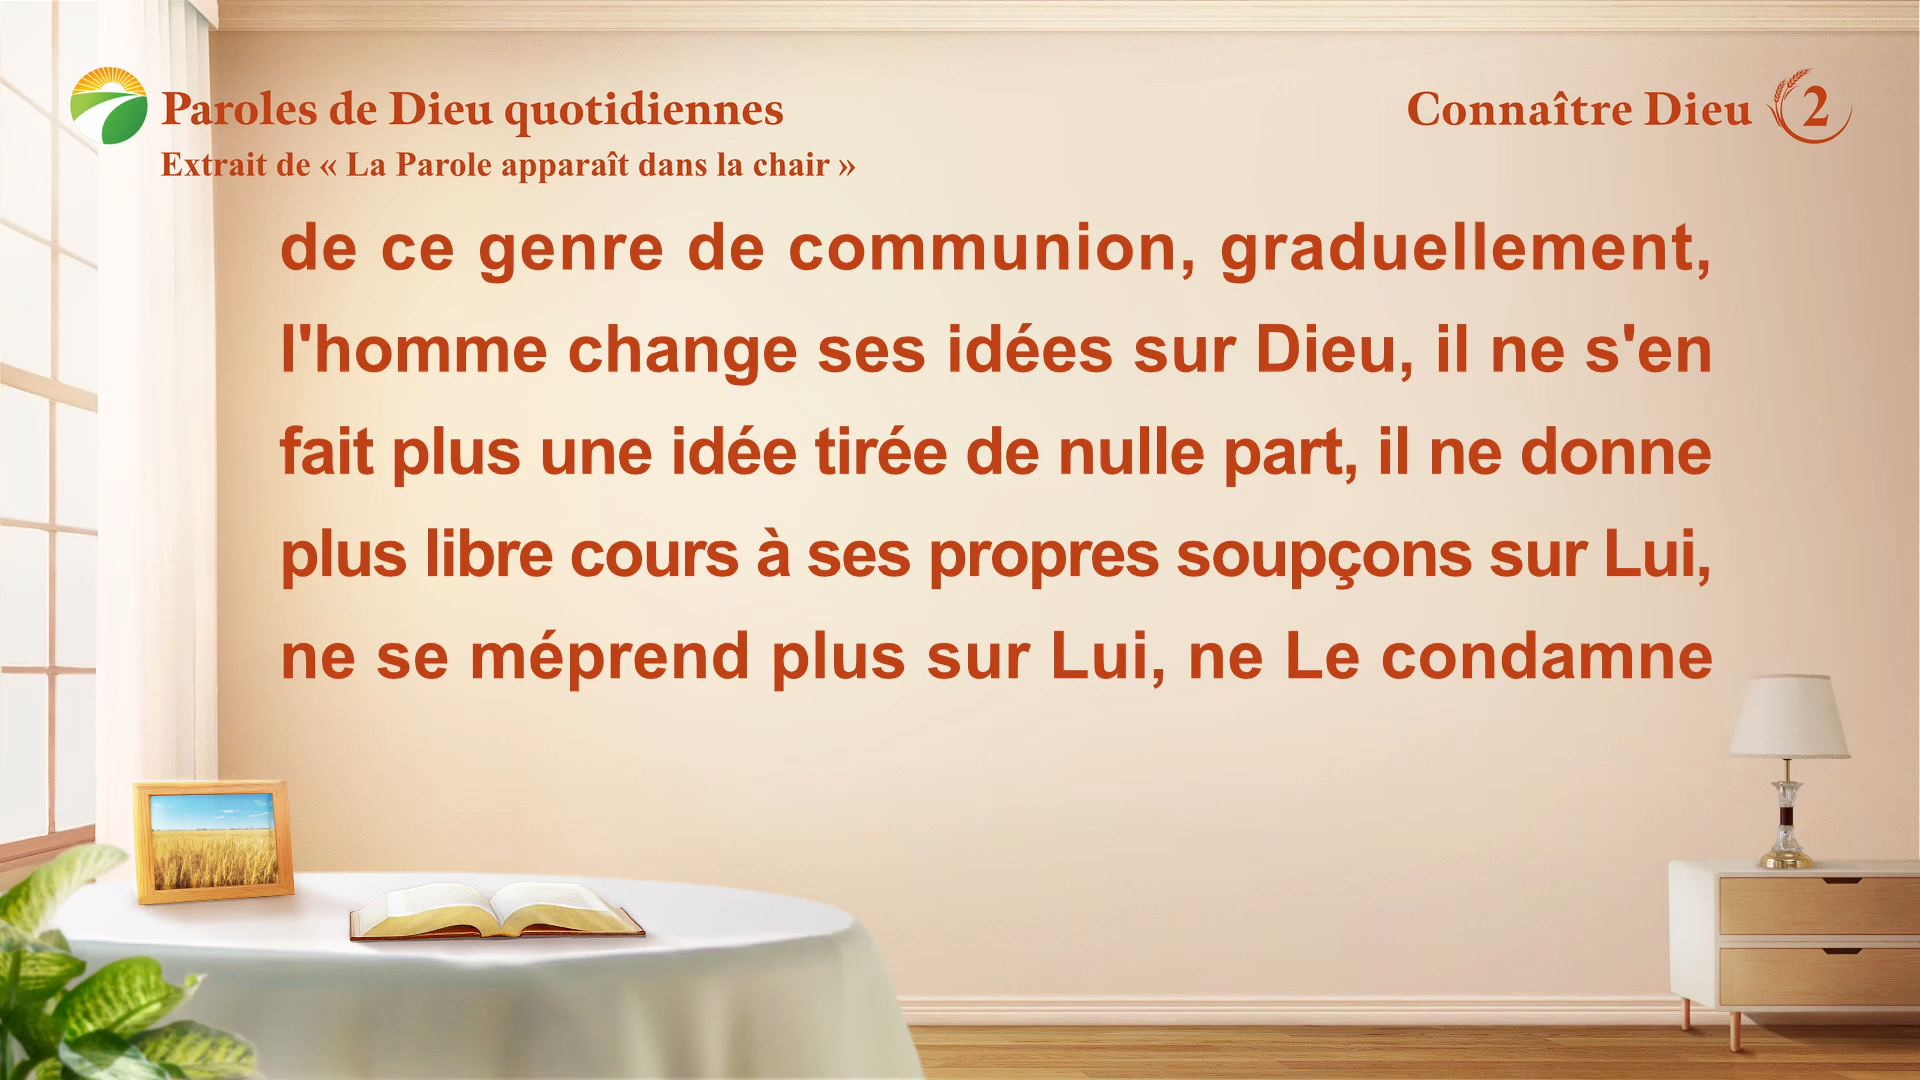 Paroles de Dieu quotidiennes
Extrait de « La Parole apparaît dans la chair »
Connaître Dieu 2
de ce genre de communion, graduellement,
l'homme change ses idées sur Dieu, il ne s'en
fait plus une idée tirée de nulle part, il ne donne
plus libre cours à ses propres soupçons sur Lui,
ne se méprend plus sur Lui, ne Le condamne